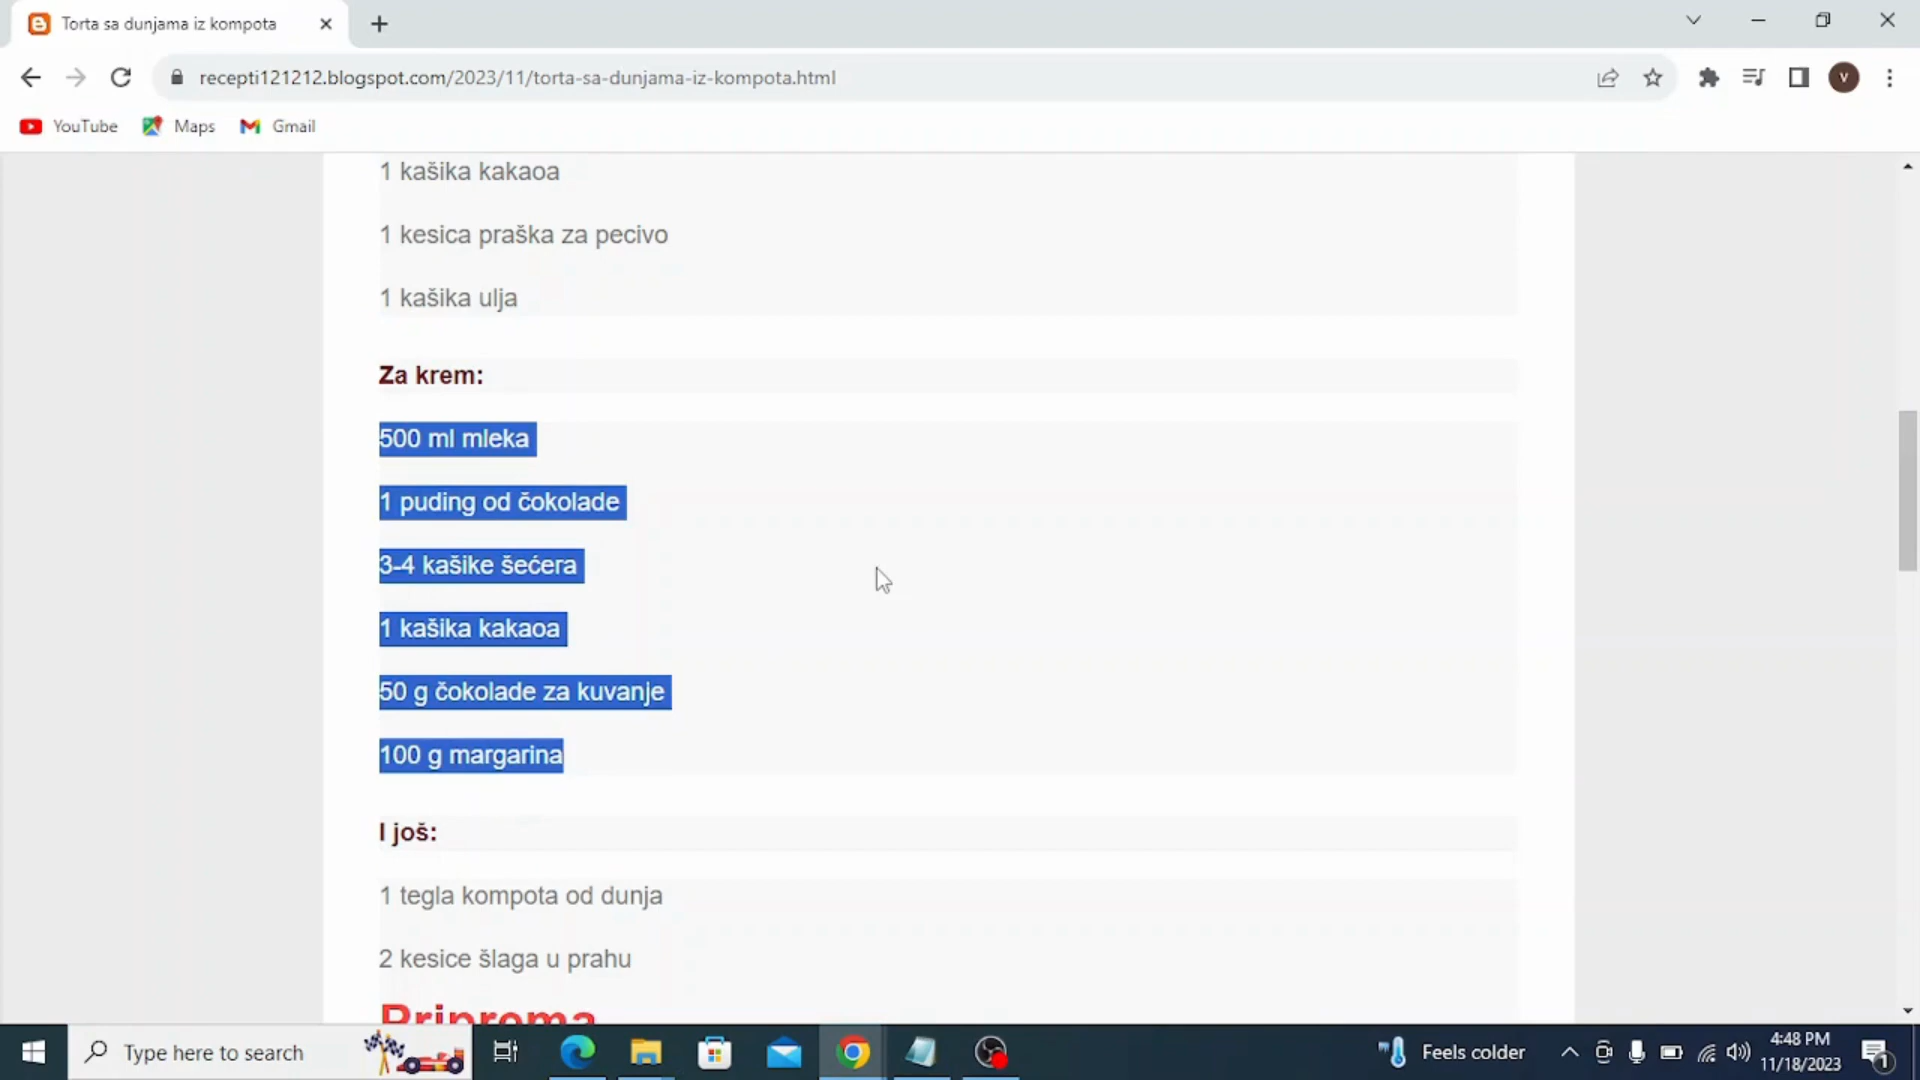 Torta sa dunjama iz kompota
recepti121212.blogspot.com/2023/11/torta-sa-dunjama-iz-kompota.html
V
YouTube
Maps
Gmail
1 kašika kakaoa
1 kesica praška za pecivo
1 kašika ulja
Za krem:
500 ml mleka
1 puding od čokolade
3-4 kašike šećera
1 kašika kakaoa
50 g čokolade za kuvanje
100 g margarina
I još:
1 tegla kompota od dunja
2 kesice šlaga u prahu
Priprema
Type here to search
Feels colder
4:48 PM
11/18/2023
1